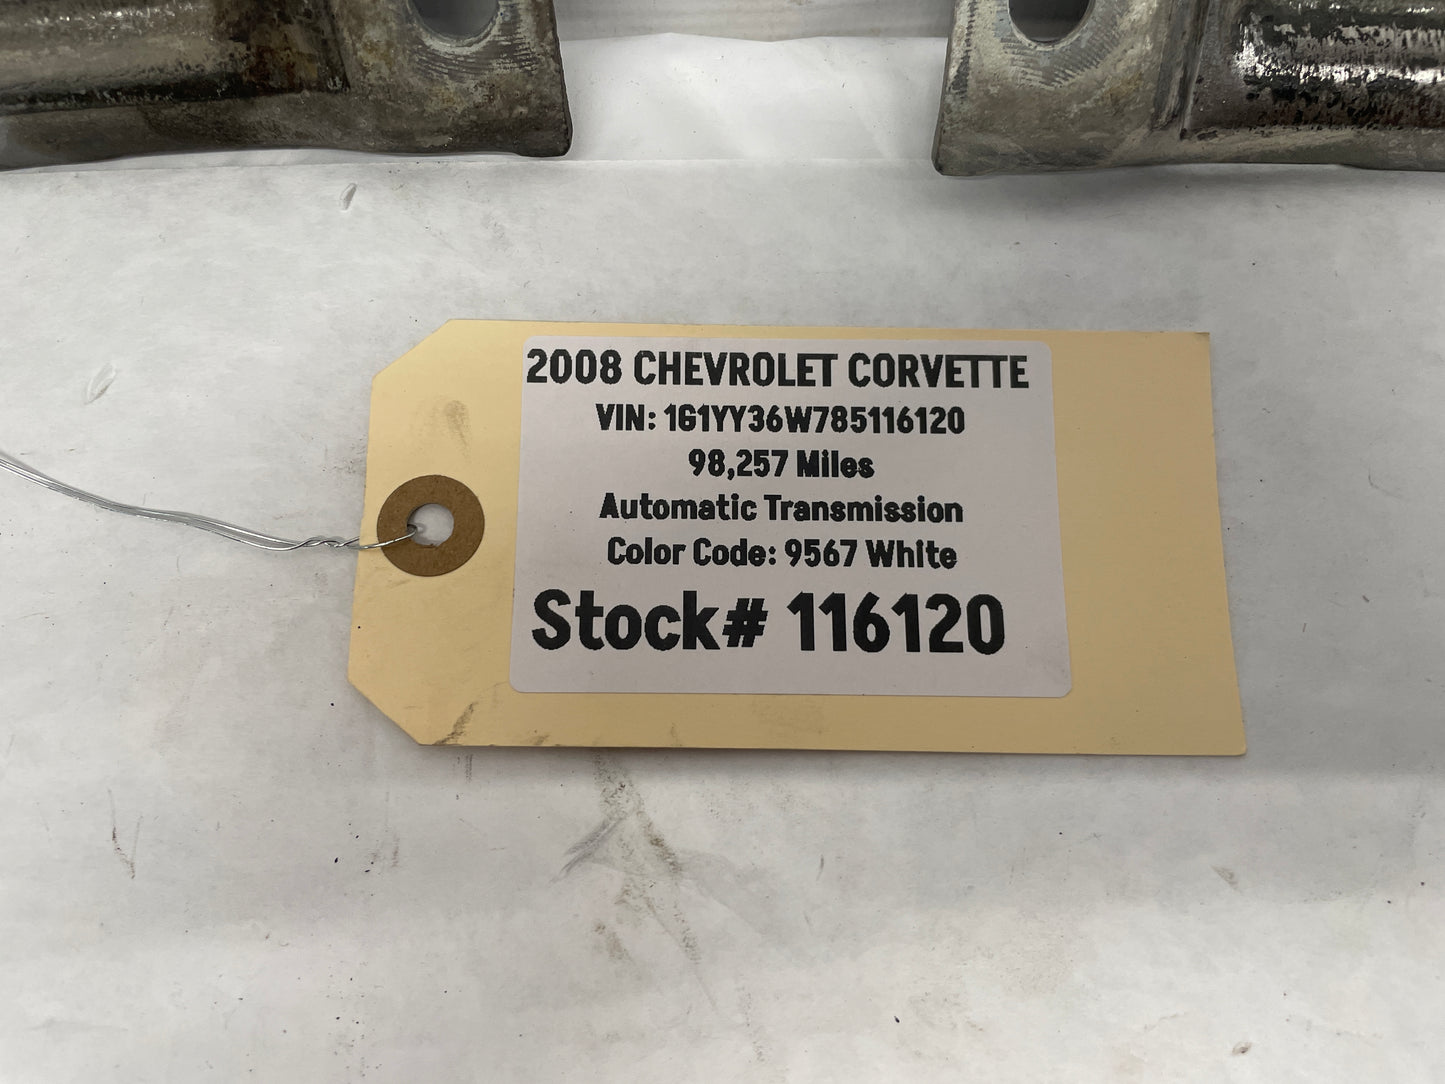 2008 CHEVROLET CORVETTE
VIN: 1G1YY36W785116120
98,257 Miles
Automatic Transmission
Color Code: 9567 White
Stock# 116120